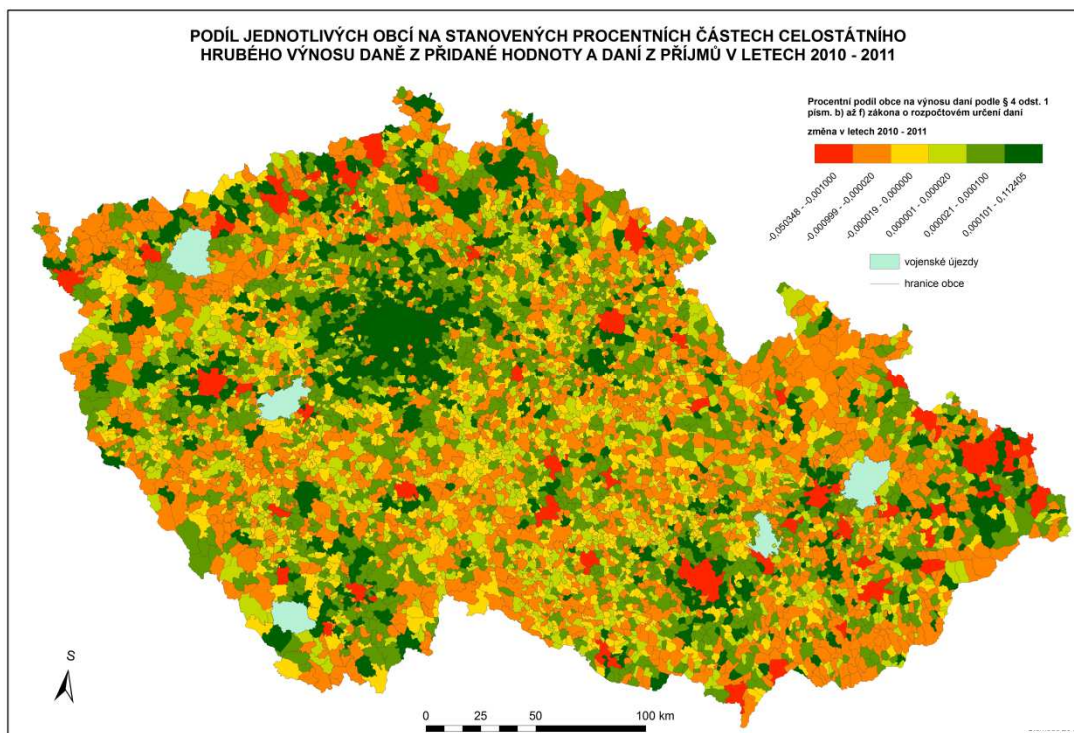 PODÍL JEDNOTLIVÝCH OBCÍ NA STANOVENÝCH PROCENTNÍCH ČÁSTECH CELOSTÁTNÍHO
HRUBÉHO VÝNOSU DANĚ Z PŘIDANÉ HODNOTY A DANÍ Z PŘÍJMŮ V LETECH 2010 - 2011
Procentní podíl obce na výnosu daní podle § 4 odst. 1
písm. b) až f) zákona o rozpočtovém určení daní
změna v letech 2010 - 2011
-0,050348 - -0,001000
-0,000999 - -0,000020
-0,000019 - 0,000000
0,000001 - 0,000020
0,000021 - 0,000100
0,000101 - 0,112405
vojenské újezdy
hranice obce
S
0 25 50 100 km